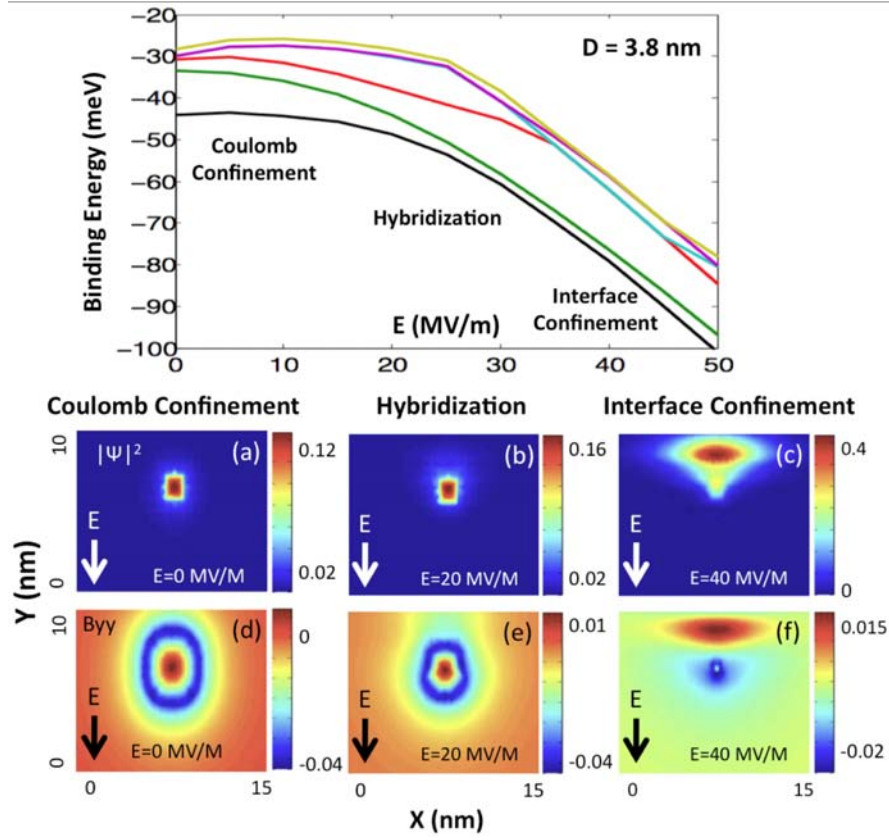 −20
−30
−40
−50
−60
−70
−80
−90
−100
Binding Energy (meV)
D = 3.8 nm
Coulomb
Confinement
Hybridization
Interface
Confinement
E (MV/m)
0
10
20
30
40
50
Coulomb Confinement
Hybridization
Interface Confinement
10
|Ψ|²
(a)
E
E=0 MV/M
0
0.12
0.02
(b)
E
E=20 MV/M
0.16
0.02
(c)
E
E=40 MV/M
0.4
0
Y (nm)
10
Byy
(d)
E
E=0 MV/M
0
0
-0.04
(e)
E
E=20 MV/M
0.01
-0.04
(f)
E
E=40 MV/M
0.015
-0.02
0
15
0
15
0
15
X (nm)